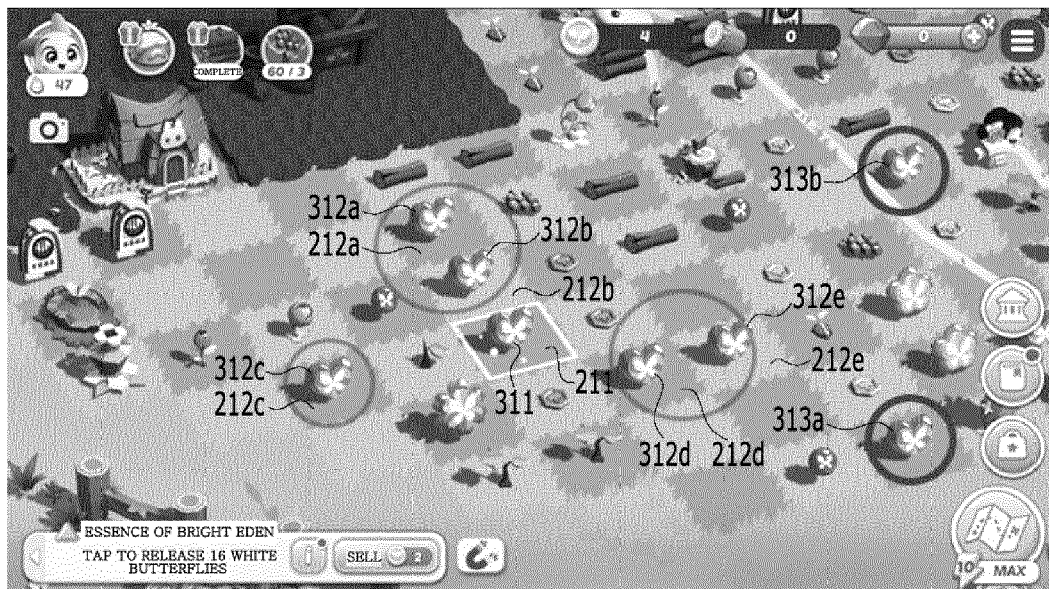 4
0
0
47
COMPLETE
60 / 3
313b
312a
212a
312b
212b
312e
312c
212c
311
211
212e
312d
212d
313a
ESSENCE OF BRIGHT EDEN
TAP TO RELEASE 16 WHITE
BUTTERFLIES
SELL 2
10
MAX